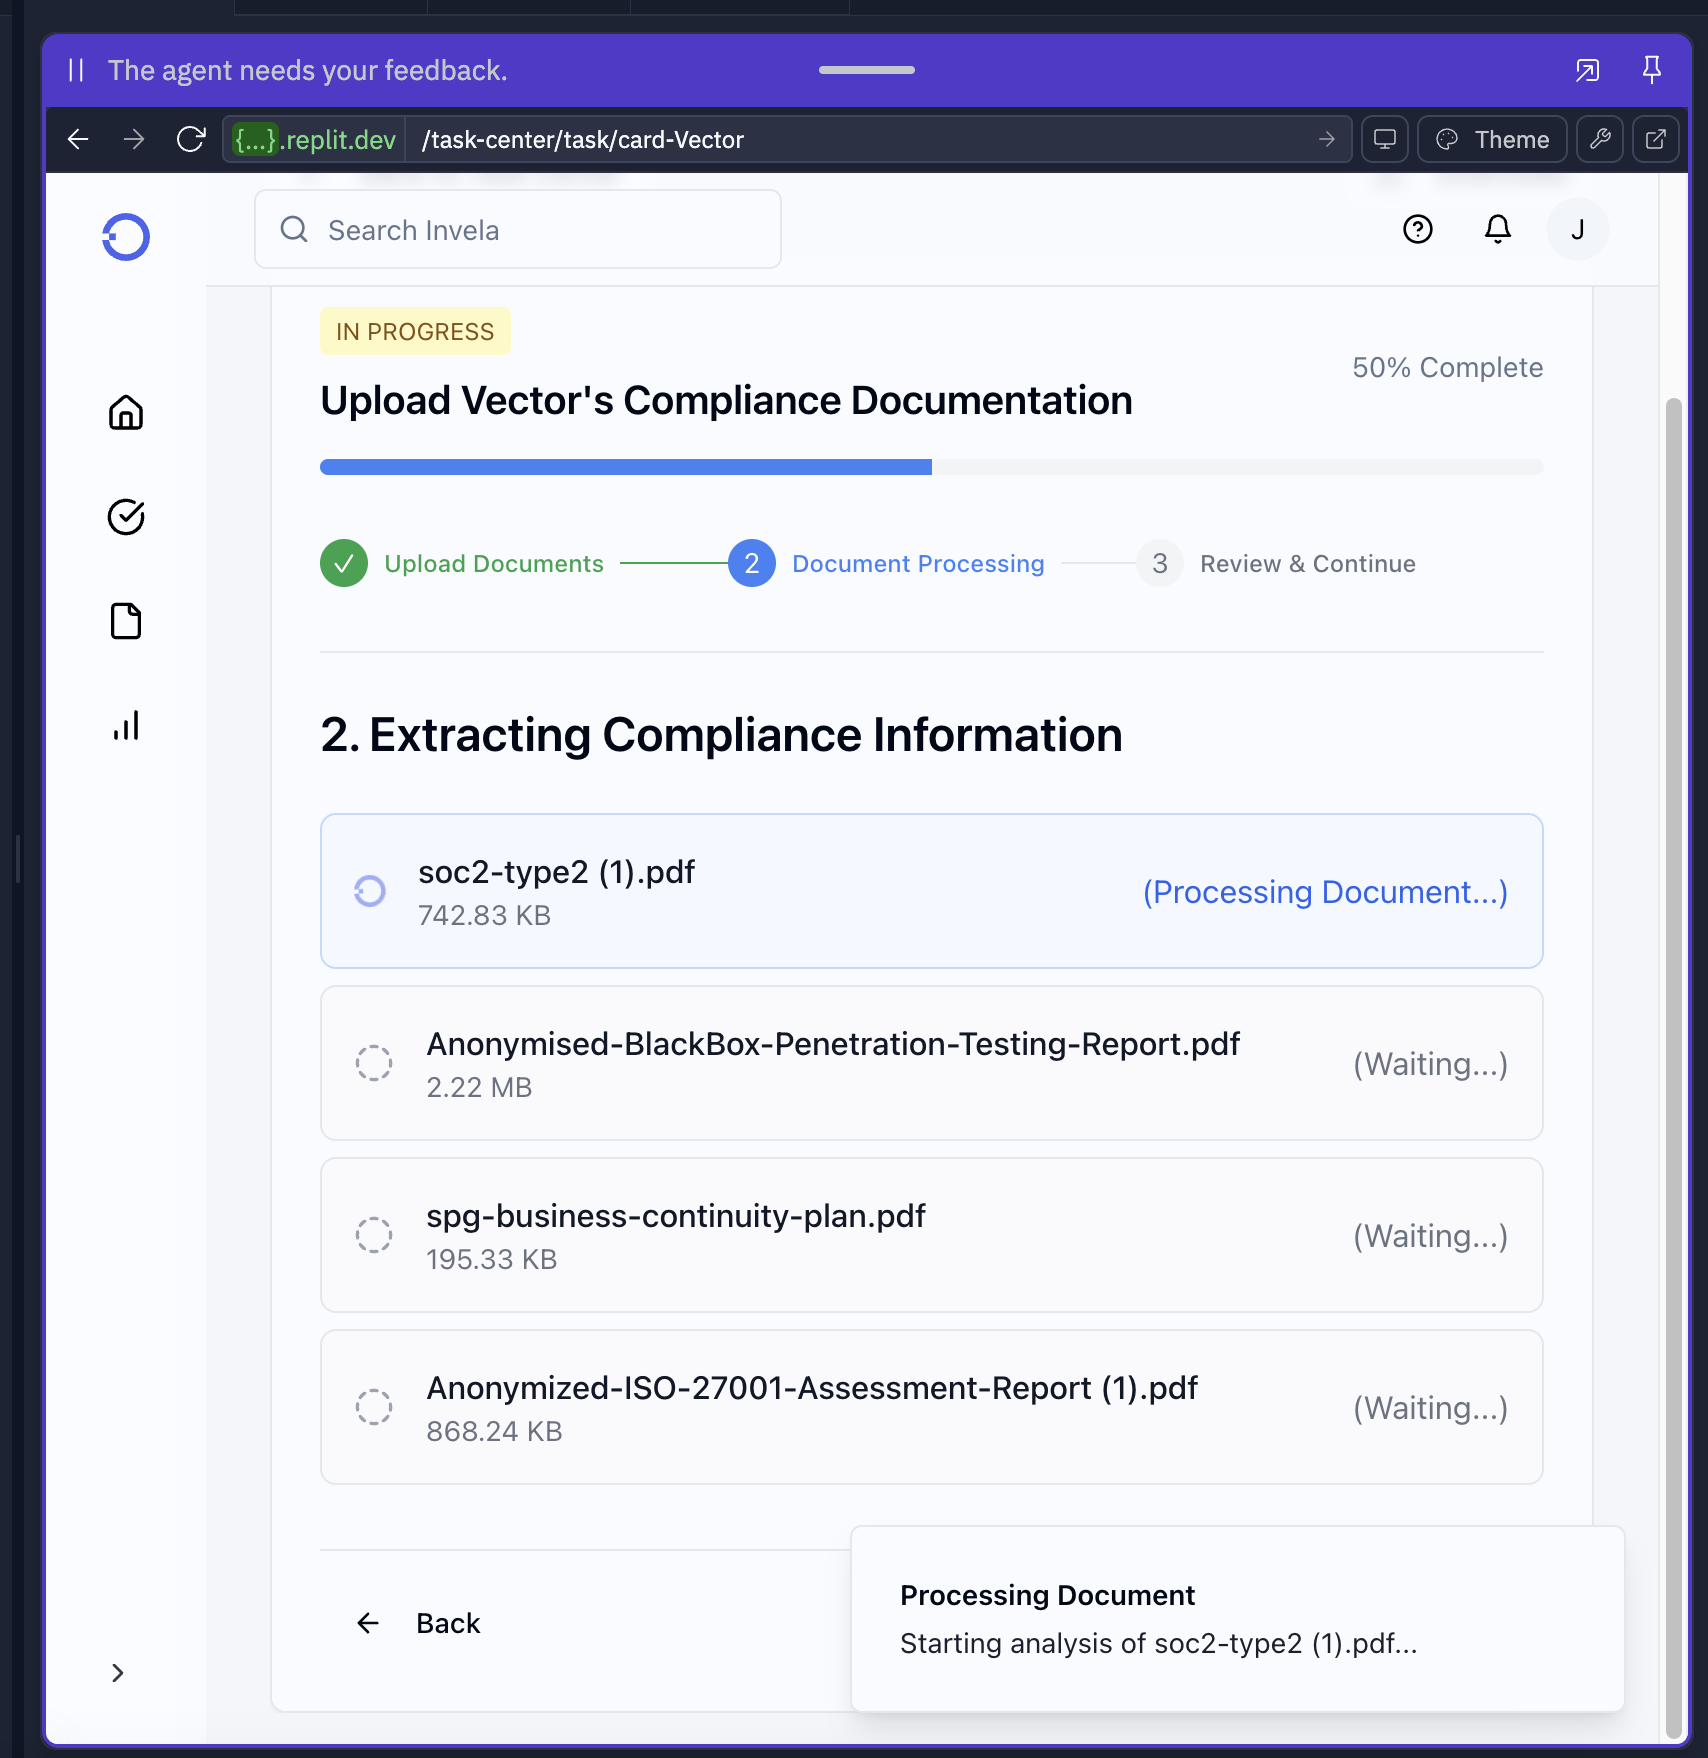 The agent needs your feedback.
{...}.replit.dev /task-center/task/card-Vector
Theme
Search Invela
J
IN PROGRESS
50% Complete
Upload Vector's Compliance Documentation
Upload Documents
2 Document Processing
3 Review & Continue
2. Extracting Compliance Information
soc2-type2 (1).pdf
742.83 KB
(Processing Document...)
Anonymised-BlackBox-Penetration-Testing-Report.pdf
2.22 MB
(Waiting...)
spg-business-continuity-plan.pdf
195.33 KB
(Waiting...)
Anonymized-ISO-27001-Assessment-Report (1).pdf
868.24 KB
(Waiting...)
Back
Processing Document
Starting analysis of soc2-type2 (1).pdf...